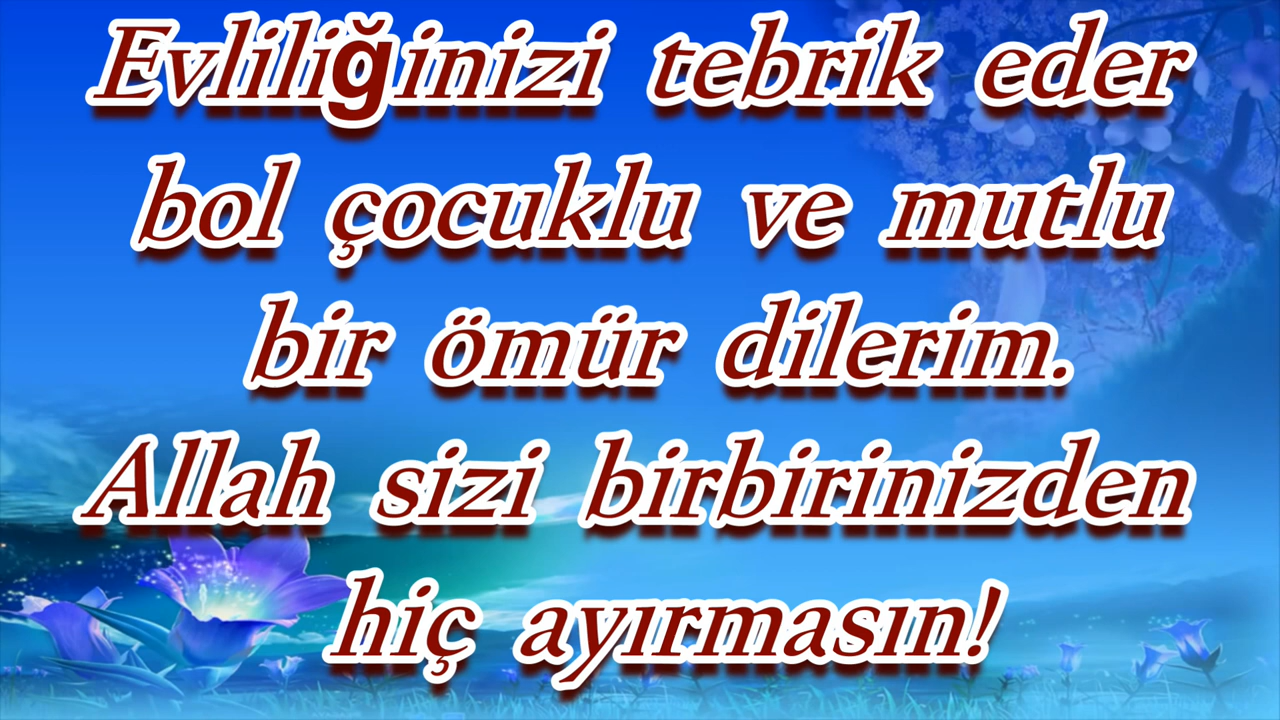 Evliliğinizi tebrik eder
bol çocuklu ve mutlu
bir ömür dilerim.
Allah sizi birbirinizden
hiç ayırmasın!